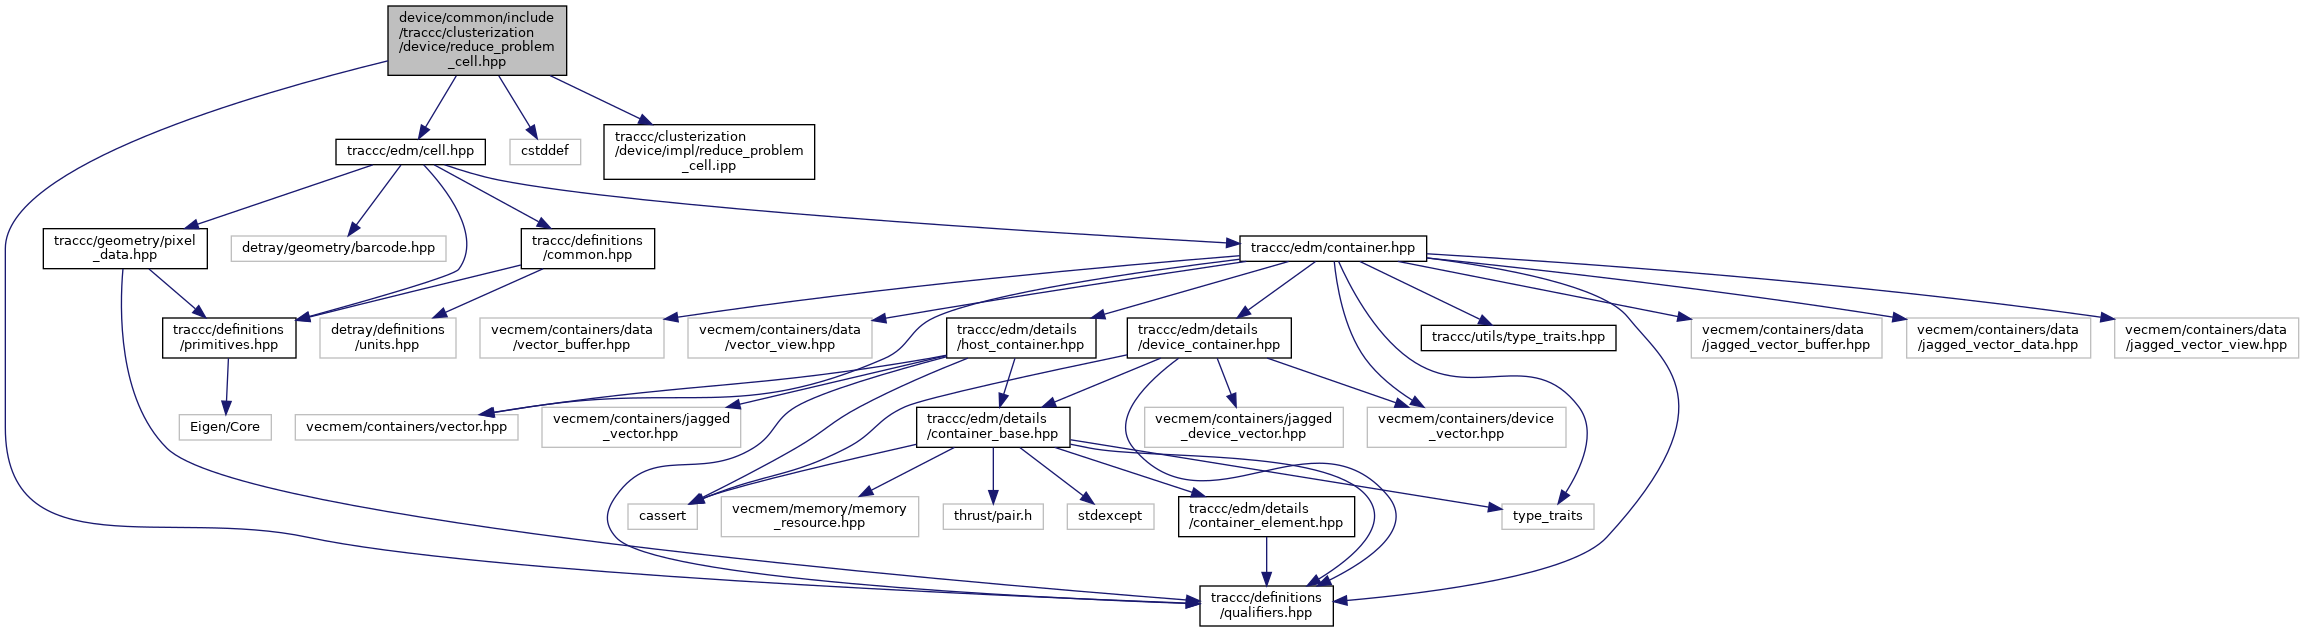 device/common/include
/traccc/clusterization
/device/reduce_problem
_cell.hpp
traccc/edm/cell.hpp
cstddef
traccc/clusterization
/device/impl/reduce_problem
_cell.ipp
traccc/geometry/pixel
_data.hpp
detray/geometry/barcode.hpp
traccc/definitions
/common.hpp
traccc/edm/container.hpp
traccc/definitions
/primitives.hpp
detray/definitions
/units.hpp
vecmem/containers/data
/vector_buffer.hpp
vecmem/containers/data
/vector_view.hpp
traccc/edm/details
/host_container.hpp
traccc/edm/details
/device_container.hpp
traccc/utils/type_traits.hpp
vecmem/containers/data
/jagged_vector_buffer.hpp
vecmem/containers/data
/jagged_vector_data.hpp
vecmem/containers/data
/jagged_vector_view.hpp
Eigen/Core
vecmem/containers/vector.hpp
vecmem/containers/jagged
_vector.hpp
traccc/edm/details
/container_base.hpp
vecmem/containers/jagged
_device_vector.hpp
vecmem/containers/device
_vector.hpp
cassert
vecmem/memory/memory
_resource.hpp
thrust/pair.h
stdexcept
traccc/edm/details
/container_element.hpp
type_traits
traccc/definitions
/qualifiers.hpp